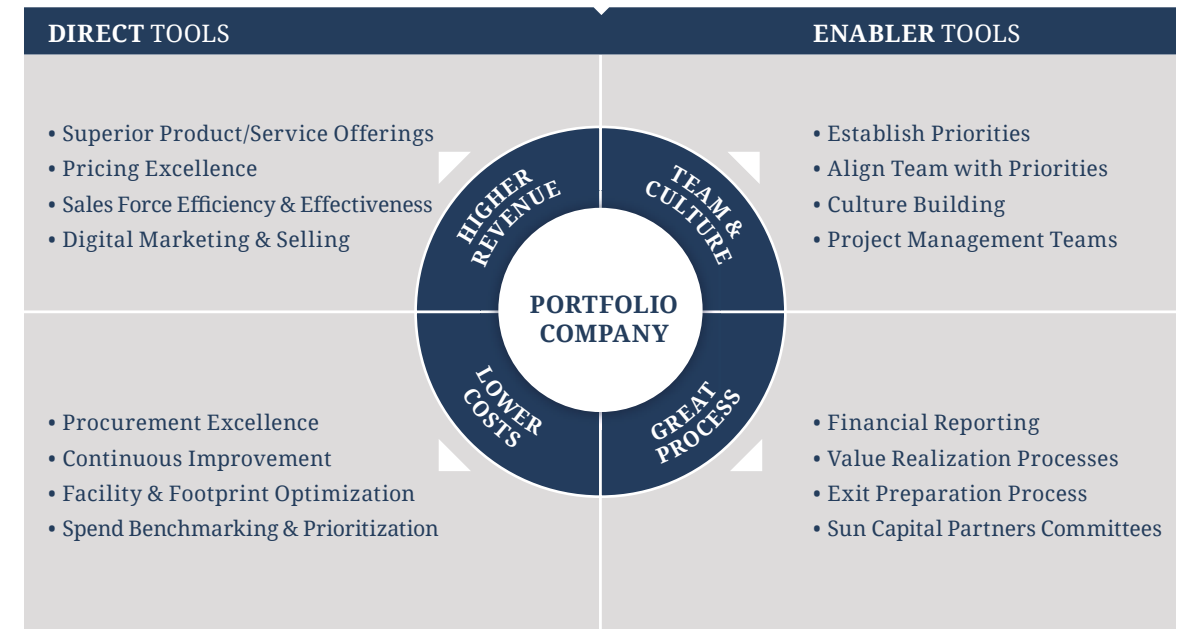 DIRECT TOOLS
ENABLER TOOLS
• Superior Product/Service Offerings
• Pricing Excellence
• Sales Force Efficiency & Effectiveness
• Digital Marketing & Selling
HIGHER
REVENUE
TEAM &
CULTURE
• Establish Priorities
• Align Team with Priorities
• Culture Building
• Project Management Teams
PORTFOLIO
COMPANY
• Procurement Excellence
• Continuous Improvement
• Facility & Footprint Optimization
• Spend Benchmarking & Prioritization
LOWER
COSTS
GREAT
PROCESS
• Financial Reporting
• Value Realization Processes
• Exit Preparation Process
• Sun Capital Partners Committees